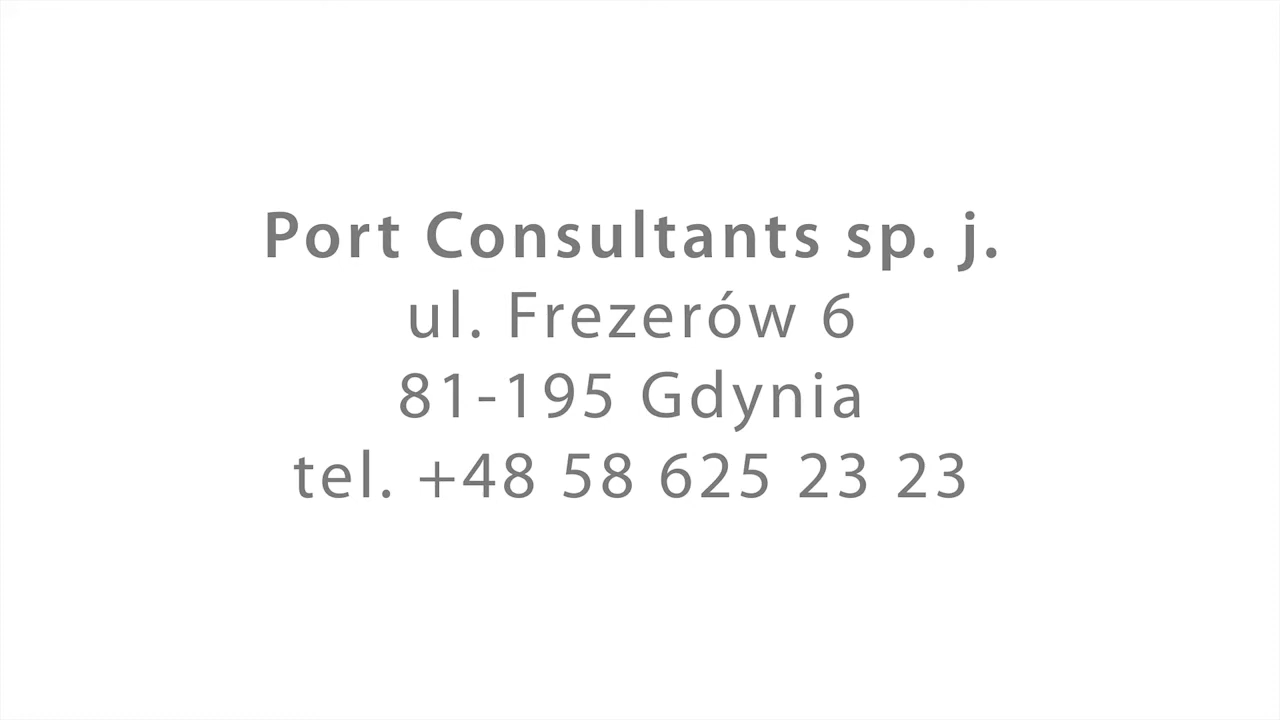 Port Consultants sp. j.
ul. Frezerów 6
81-195 Gdynia
tel. +48 58 625 23 23